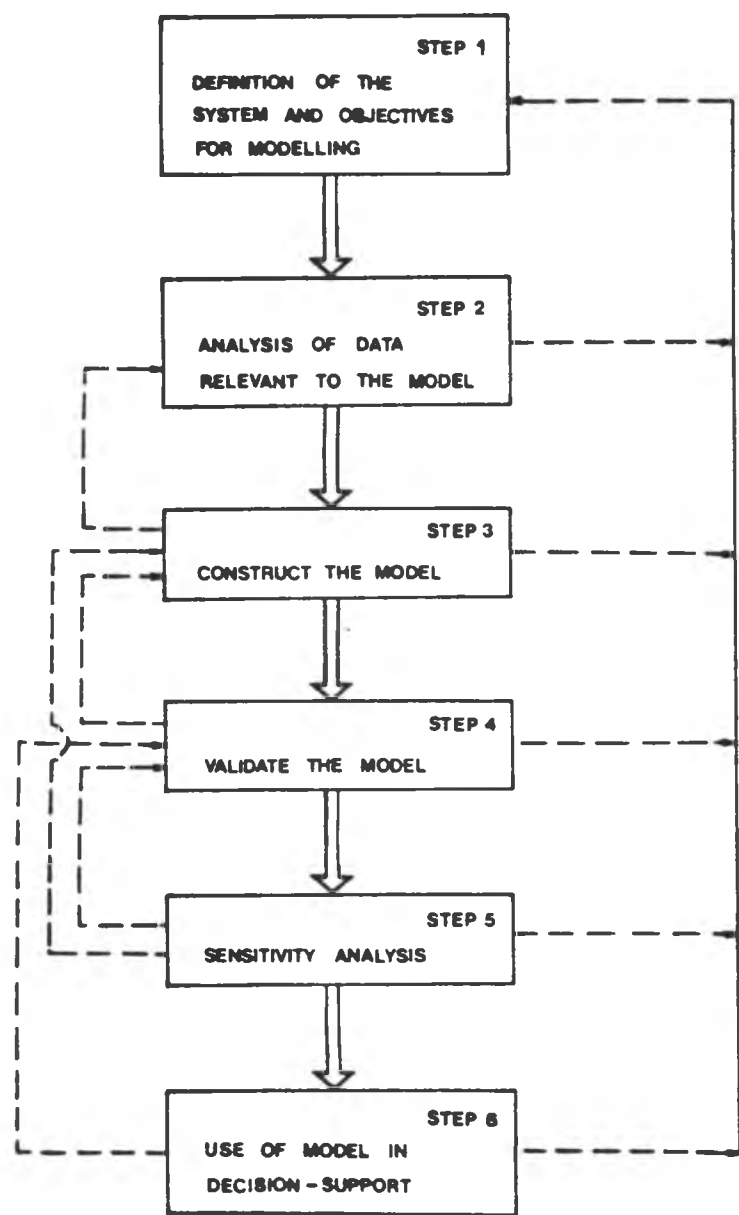 STEP 1
DEFINITION OF THE
SYSTEM AND OBJECTIVES
FOR MODELLING
STEP 2
ANALYSIS OF DATA
RELEVANT TO THE MODEL
STEP 3
CONSTRUCT THE MODEL
STEP 4
VALIDATE THE MODEL
STEP 5
SENSITIVITY ANALYSIS
STEP 6
USE OF MODEL IN
DECISION-SUPPORT